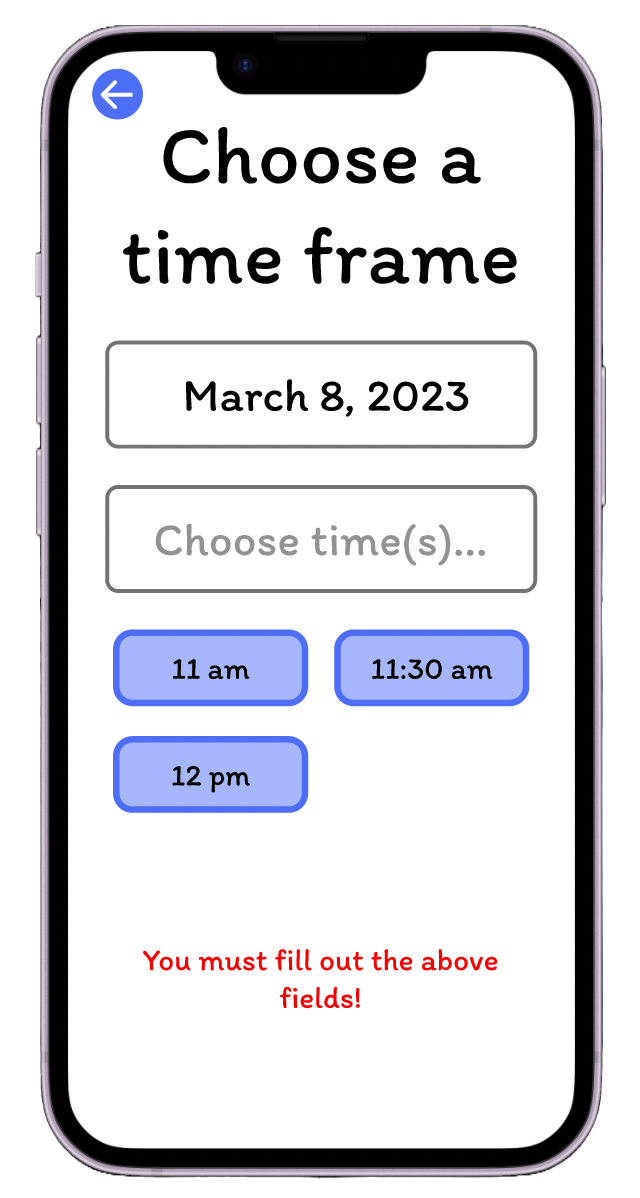 Choose a
time frame
March 8, 2023
Choose time(s)...
11 am
11:30 am
12 pm
You must fill out the above
fields!